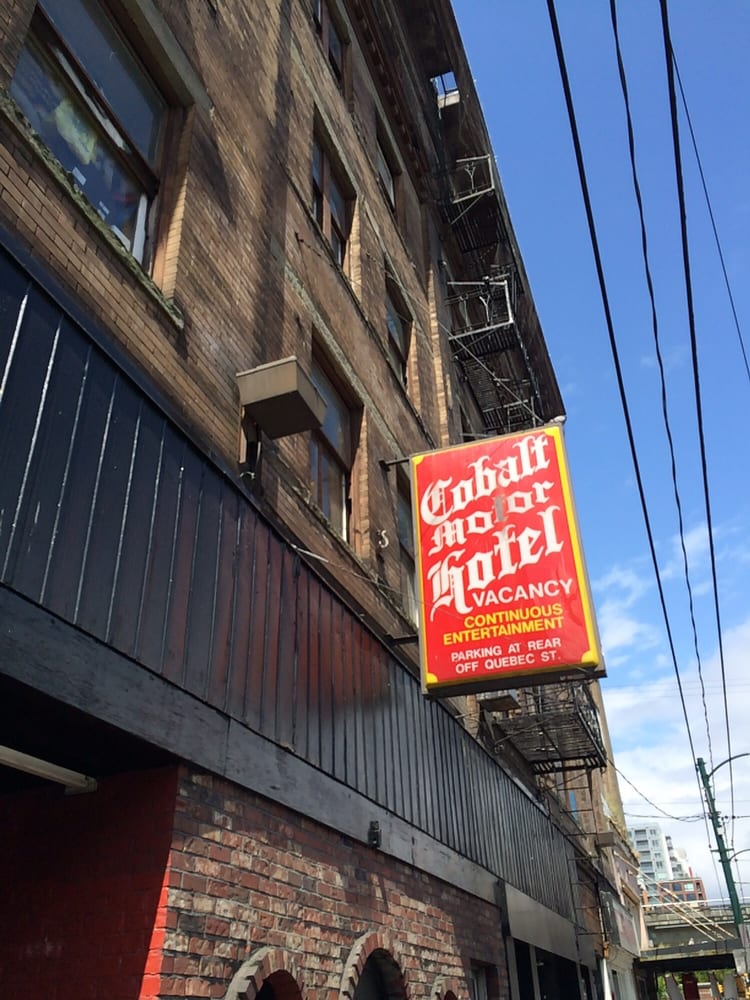 Cobalt
Motor
Hotel
VACANCY
CONTINUOUS
ENTERTAINMENT
PARKING AT REAR
OFF QUEBEC ST.